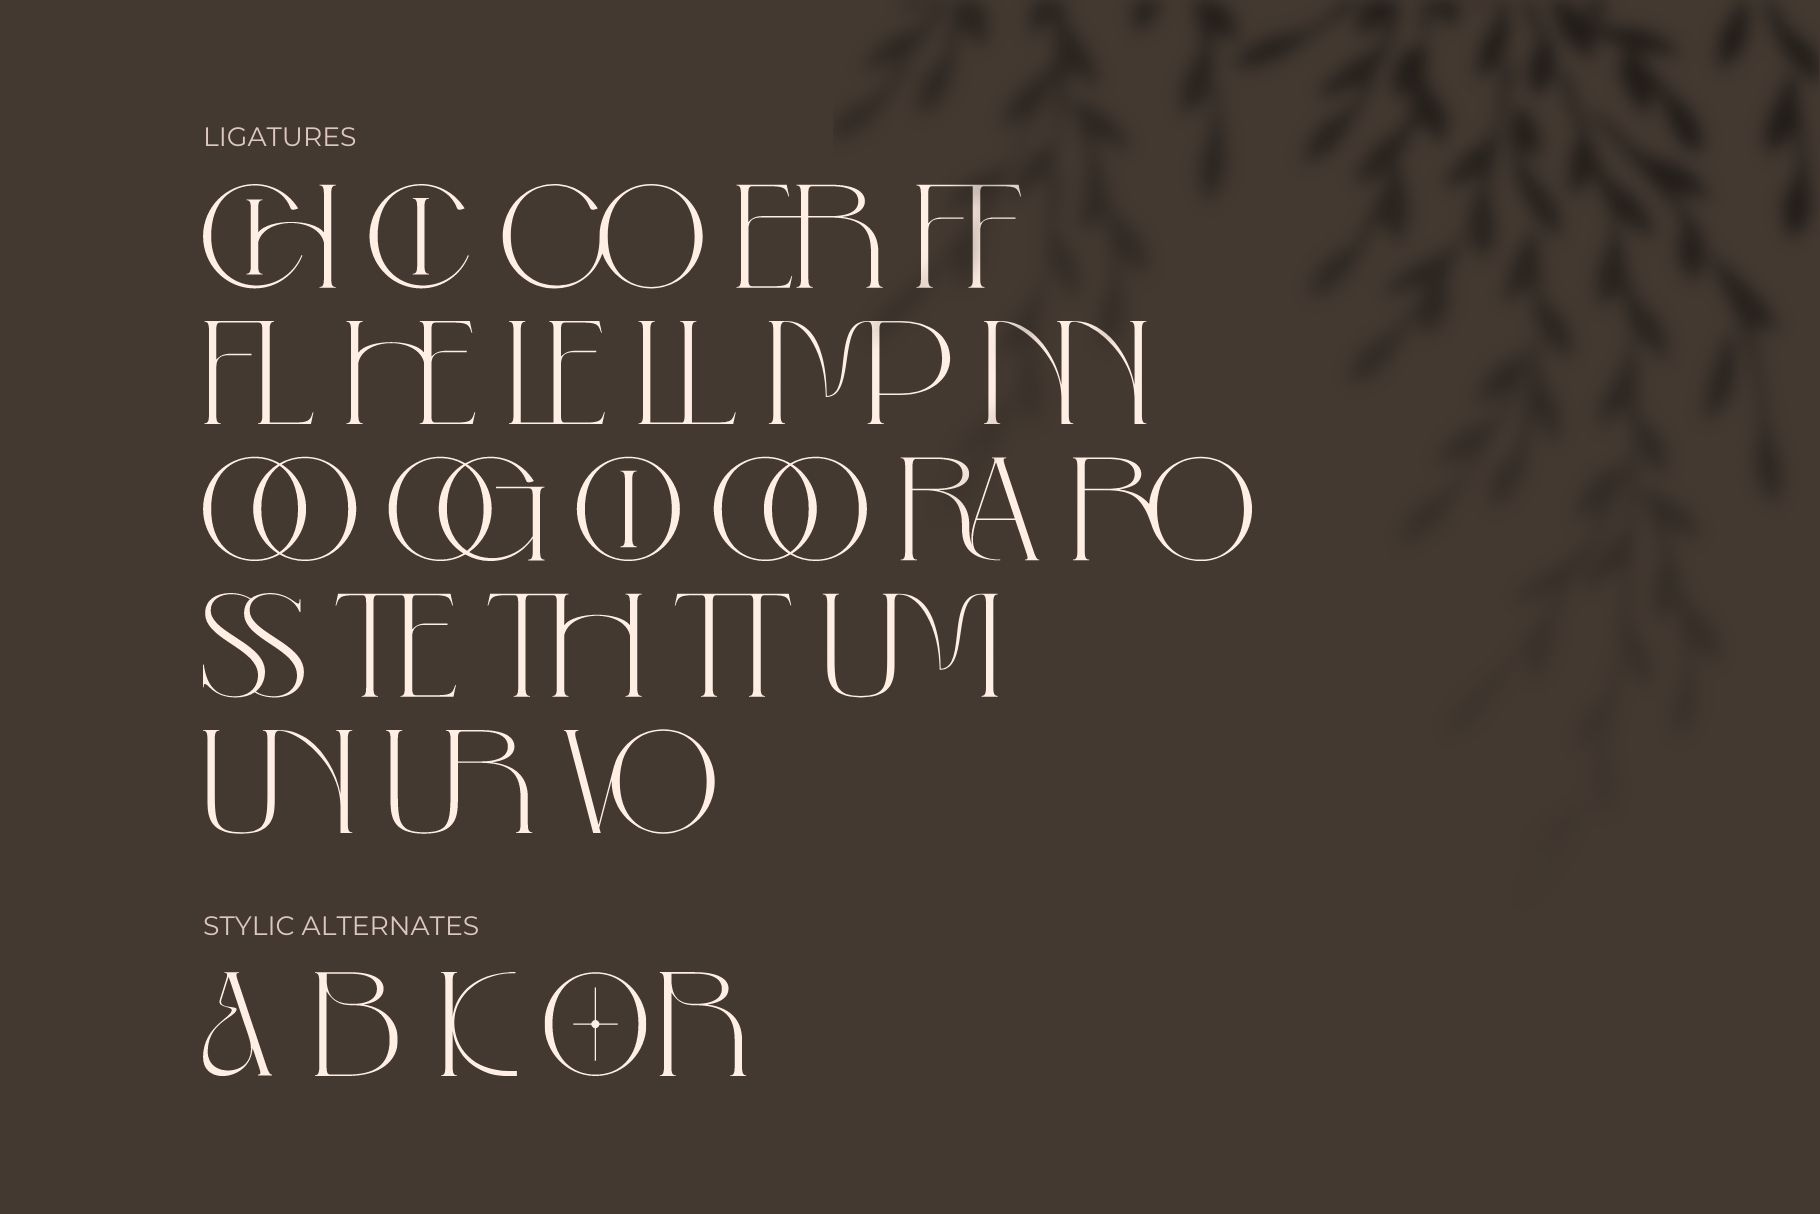 LIGATURES
CH CI CO ER FF
FL HE LE LL MP NN
OO OG OI OO RA RO
SS TE TH TT UM
UN UR VO
STYLIC ALTERNATES
A B K O R